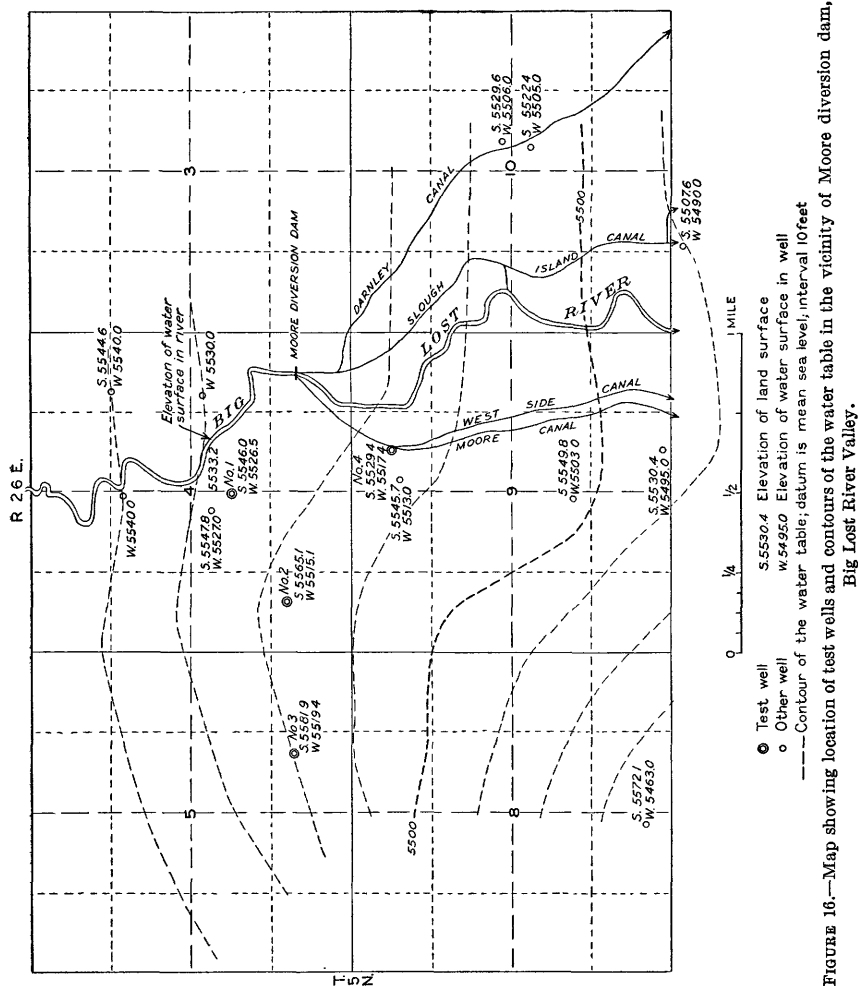 R 26 E.
T.
5
N.
3
4
5
8
9
10
S. 5544.6
W 5540.0
Elevation of water
surface in river
W 5530.0
W. 5540.0
5533.2
S. 5547.8
W. 5527.0
No. 1
S. 5546.0
W. 5526.5
BIG
LOST
RIVER
MOORE DIVERSION DAM
DARNLEY
CANAL
SLOUGH
ISLAND
CANAL
WEST SIDE CANAL
MOORE CANAL
No. 2
S. 5565.1
W 5515.1
No 3
S. 5581.9
W 5519.4
No. 4
S. 5529.4
W. 5517.4
S. 5545.7
W. 5513.0
S. 5529.6
W 5506.0
S 5522.4
W 5505.0
5500
5500
S. 5507.6
W 5490.0
S. 5549.8
W 5503.0
S. 5530.4
W. 5495.0
S. 5572.1
W. 5463.0
0 1/4 1/2 1 MILE
Test well
Other well
S.5530.4 Elevation of land surface
W.5495.0 Elevation of water surface in well
Contour of the water table; datum is mean sea level; interval 10 feet
FIGURE 16.—Map showing location of test wells and contours of the water table in the vicinity of Moore diversion dam,
Big Lost River Valley.